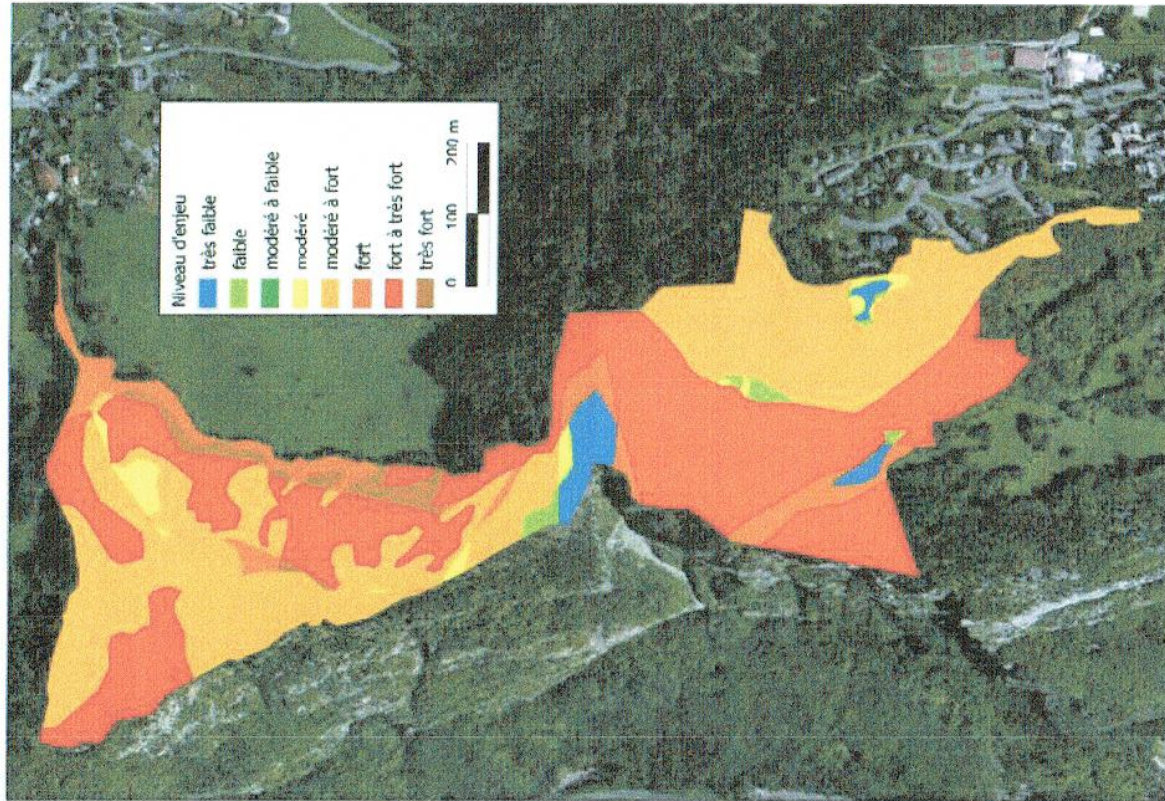 Niveau d'enjeu
très faible
faible
modéré à faible
modéré
modéré à fort
fort
fort à très fort
très fort
0 100 200 m